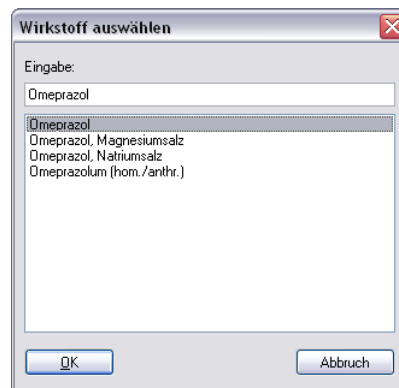 Wirkstoff auswählen
Eingabe:
Omeprazol
Omeprazol
Omeprazol, Magnesiumsalz
Omeprazol, Natriumsalz
Omeprazolum (hom./anthr.)
OK
Abbruch